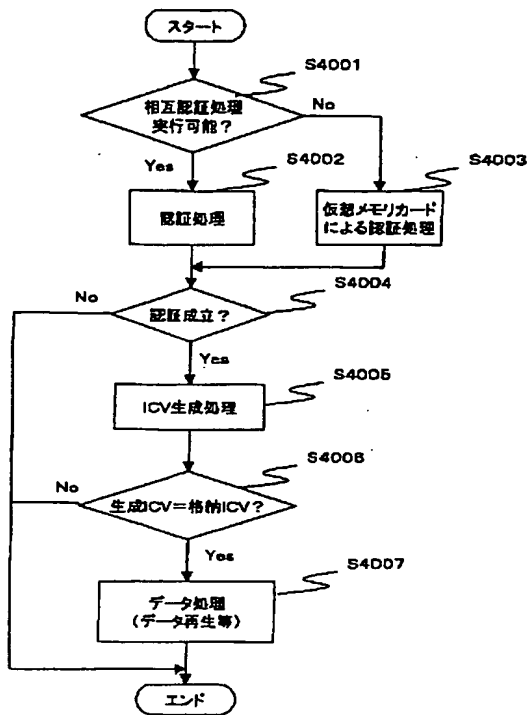 スタート
S4001
相互認証処理
実行可能？
No
Yes
S4002
S4003
認証処理
仮想メモリカード
による認証処理
S4004
No
認証成立？
Yes
S4005
ICV生成処理
S4006
No
生成ICV＝格納ICV？
Yes
S4007
データ処理
（データ再生等）
エンド